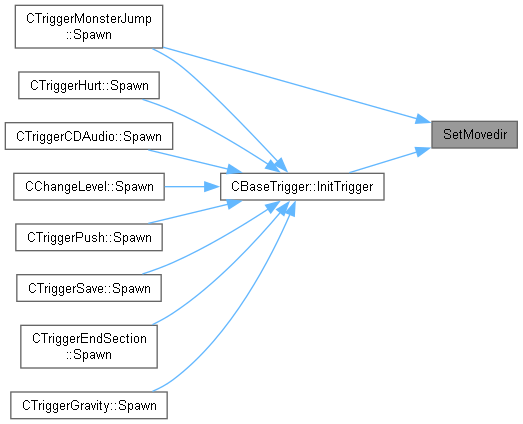 CTriggerMonsterJump
::Spawn
CTriggerHurt::Spawn
CTriggerCDAudio::Spawn
CChangeLevel::Spawn
CTriggerPush::Spawn
CTriggerSave::Spawn
CTriggerEndSection
::Spawn
CTriggerGravity::Spawn
CBaseTrigger::InitTrigger
SetMovedir